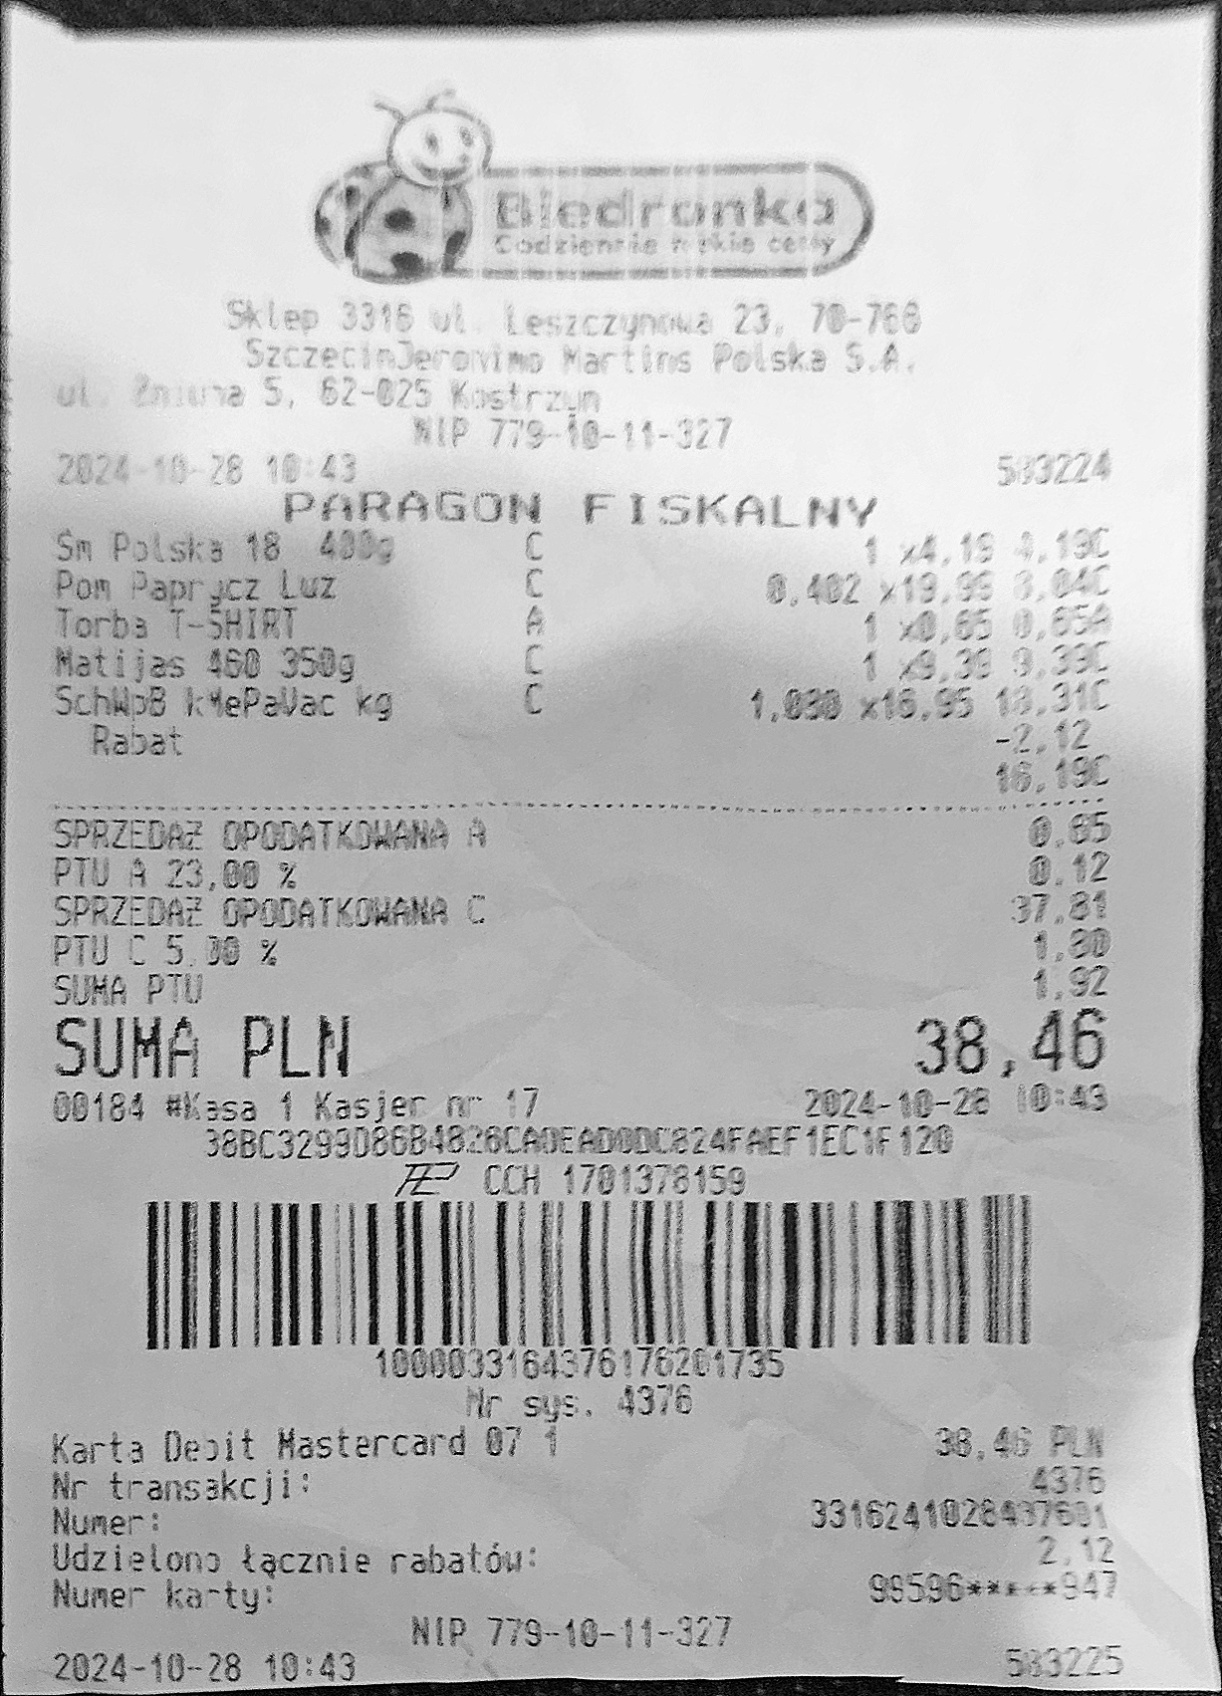 Biedronka
Codziennie niskie ceny
Sklep 3316 ul. Leszczynowa 23, 70-766
SzczecinJeronimo Martins Polska S.A.
ul. Żniwna 5, 62-025 Kostrzyn
NIP 779-10-11-327
2024-10-28 10:43 583224
PARAGON FISKALNY
Śm Polska 18 400g C 1 x4,19 4,19C
Pom Paprycz Luz C 0,402 x19,99 8,04C
Torba T-SHIRT A 1 x0,65 0,65A
Matijas 460 350g C 1 x9,39 9,39C
SchWpB kMePaVac kg C 1,080 x16,95 18,31C
Rabat -2,12
16,19C
SPRZEDAŻ OPODATKOWANA A 0,65
PTU A 23,00 % 0,12
SPRZEDAŻ OPODATKOWANA C 37,81
PTU C 5,00 % 1,80
SUMA PTU 1,92
SUMA PLN 38,46
00184 #Kasa 1 Kasjer nr 17 2024-10-28 10:43
38BC3299D86B4826CA0EAD0DC824FAEF1EC1F120
CCH 1701378159
1000033164376176201735
Nr sys. 4376
Karta Debit Mastercard 07 1 38,46 PLN
Nr transakcji: 4376
Numer: 3316241028437601
Udzielono łącznie rabatów: 2,12
Numer karty: 99596*****947
NIP 779-10-11-327
2024-10-28 10:43 583225